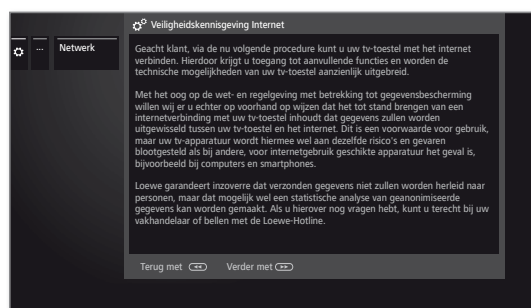 Veiligheidskennisgeving Internet
...
Netwerk
Geacht klant, via de nu volgende procedure kunt u uw tv-toestel met het internet
verbinden. Hierdoor krijgt u toegang tot aanvullende functies en worden de
technische mogelijkheden van uw tv-toestel aanzienlijk uitgebreid.
Met het oog op de wet- en regelgeving met betrekking tot gegevensbescherming
willen wij er u echter op voorhand op wijzen dat het tot stand brengen van een
internetverbinding met uw tv-toestel inhoudt dat gegevens zullen worden
uitgewisseld tussen uw tv-toestel en het internet. Dit is een voorwaarde voor gebruik,
maar uw tv-apparatuur wordt hiermee wel aan dezelfde risico's en gevaren
blootgesteld als bij andere, voor internetgebruik geschikte apparatuur het geval is,
bijvoorbeeld bij computers en smartphones.
Loewe garandeert inzoverre dat verzonden gegevens niet zullen worden herleid naar
personen, maar dat mogelijk wel een statistische analyse van geanonimiseerde
gegevens kan worden gemaakt. Als u hierover nog vragen hebt, kunt u terecht bij uw
vakhandelaar of bellen met de Loewe-Hotline.
Terug met Verder met